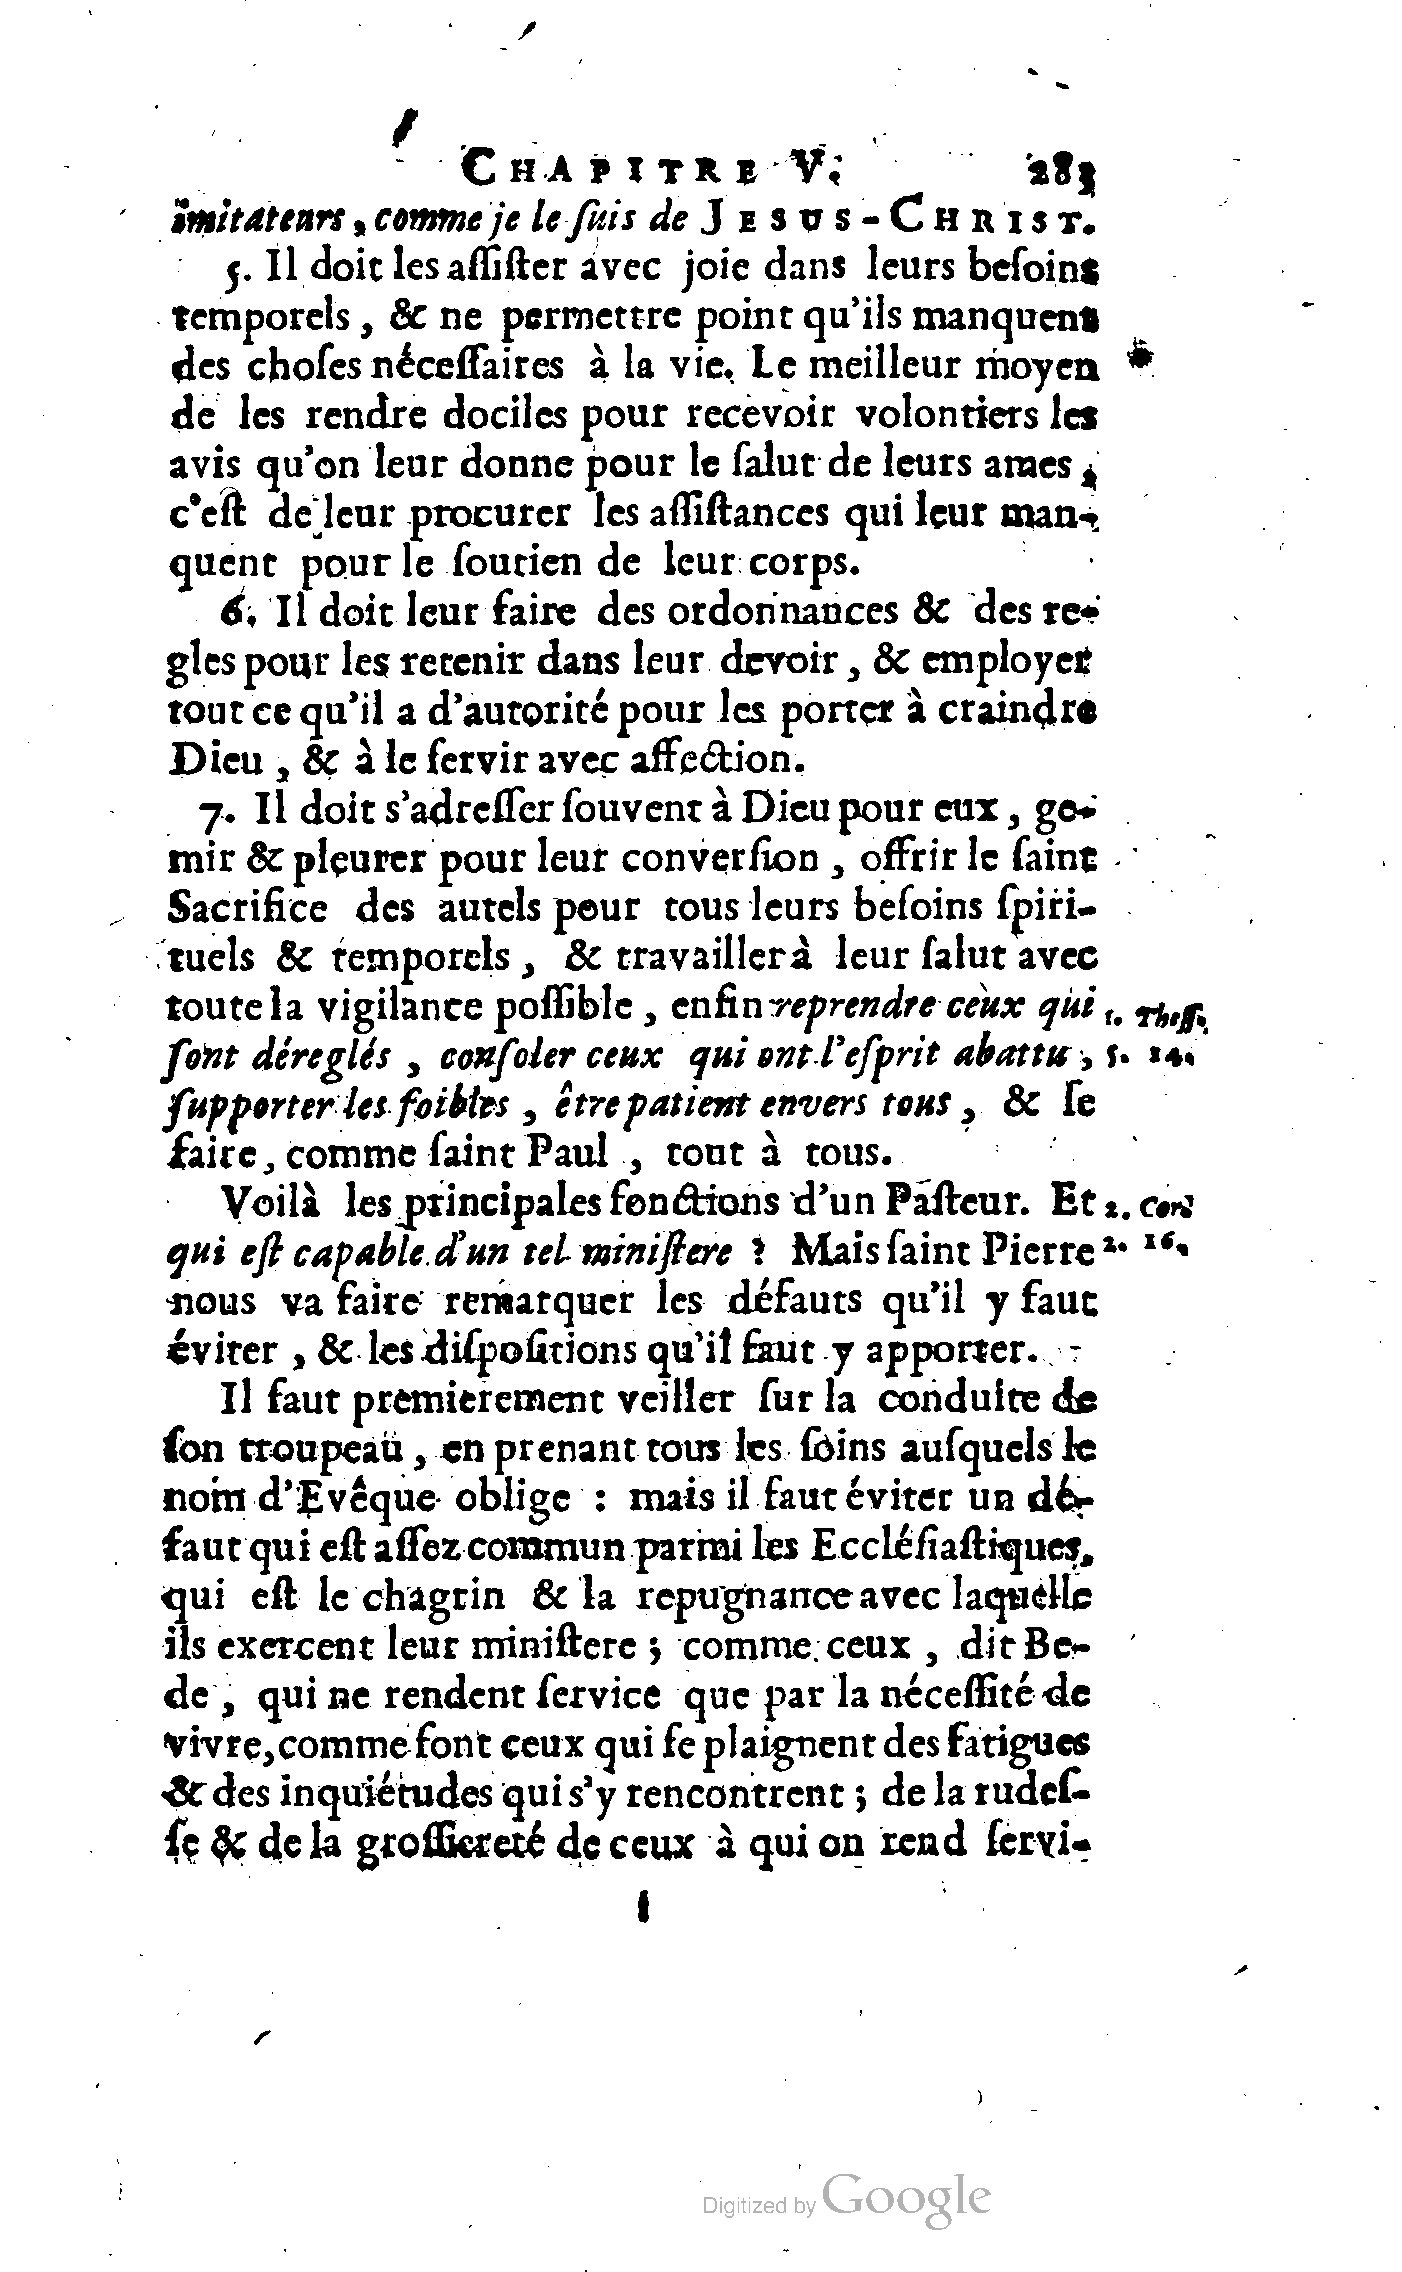 CHAPITRE V. 283
imitateurs, comme je le ſuis de JESUS-CHRIST.
5. Il doit les aſſiſter avec joie dans leurs beſoins
temporels, & ne permettre point qu'ils manquent
des choſes néceſſaires à la vie. Le meilleur moyen
de les rendre dociles pour recevoir volontiers les
avis qu'on leur donne pour le ſalut de leurs ames,
c'eſt de leur procurer les aſſiſtances qui leur man-
quent pour le ſoutien de leur corps.
6. Il doit leur faire des ordonnances & des re-
gles pour les retenir dans leur devoir, & employer
tout ce qu'il a d'autorité pour les porter à craindre
Dieu, & à le ſervir avec affection.
7. Il doit s'adreſſer ſouvent à Dieu pour eux, ge-
mir & pleurer pour leur converſion, offrir le ſaint
Sacrifice des autels pour tous leurs beſoins ſpiri-
tuels & temporels, & travailler à leur ſalut avec
toute la vigilance poſſible, enfin reprendre ceux qui 1. Theſſ.
ſont déreglés, conſoler ceux qui ont l'eſprit abattu, 5. 14.
ſupporter les foibles, être patient envers tous, & ſe
faire, comme ſaint Paul, tout à tous.
Voilà les principales fonctions d'un Paſteur. Et 2. Cor.
qui eſt capable d'un tel miniſtere ? Mais ſaint Pierre 2. 16.
nous va faire remarquer les défauts qu'il y faut
éviter, & les diſpoſitions qu'il faut y apporter.
Il faut premierement veiller ſur la conduite de
ſon troupeau, en prenant tous les ſoins auſquels le
nom d'Evêque oblige : mais il faut éviter un dé-
faut qui eſt aſſez commun parmi les Eccléſiaſtiques,
qui eſt le chagrin & la repugnance avec laquelle
ils exercent leur miniſtere ; comme ceux, dit Be-
de, qui ne rendent ſervice que par la néceſſité de
vivre, comme font ceux qui ſe plaignent des fatigues
& des inquiétudes qui s'y rencontrent ; de la rudeſ-
ſe & de la groſſiereté de ceux à qui on rend ſervi-
Digitized by Google